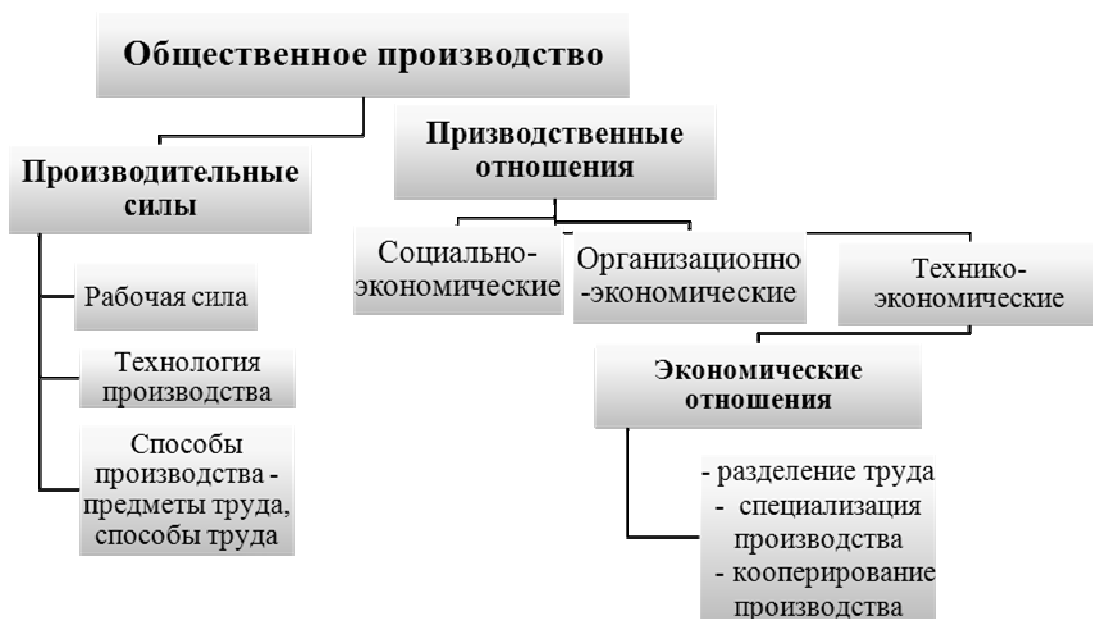 Общественное производство
Производительные
силы
Рабочая сила
Технология
производства
Способы
производства -
предметы труда,
способы труда
Призводственные
отношения
Социально-
экономические
Организационно
-экономические
Технико-
экономические
Экономические
отношения
- разделение труда
- специализация
производства
- кооперирование
производства